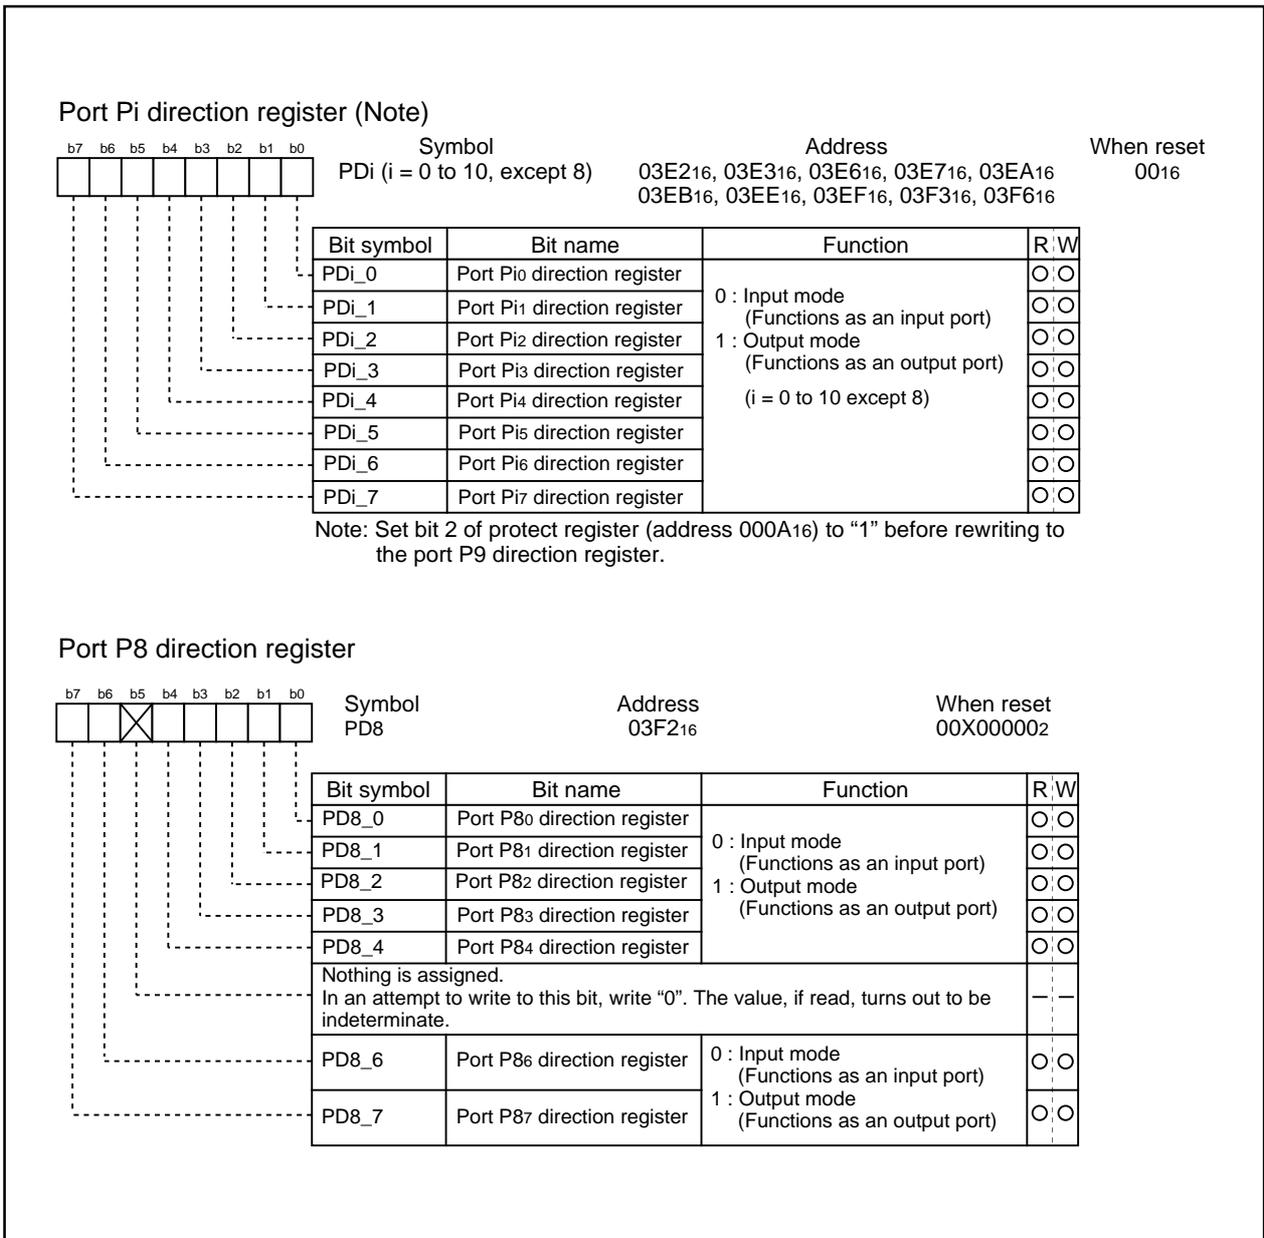 Port Pi direction register (Note)
b7 b6 b5 b4 b3 b2 b1 b0
Symbol Address When reset
PDi (i = 0 to 10, except 8) 03E216, 03E316, 03E616, 03E716, 03EA16 0016
03EB16, 03EE16, 03EF16, 03F316, 03F616
Bit symbol Bit name Function R W
PDi_0 Port Pi0 direction register
PDi_1 Port Pi1 direction register
PDi_2 Port Pi2 direction register
PDi_3 Port Pi3 direction register
PDi_4 Port Pi4 direction register
PDi_5 Port Pi5 direction register
PDi_6 Port Pi6 direction register
PDi_7 Port Pi7 direction register
0 : Input mode
(Functions as an input port)
1 : Output mode
(Functions as an output port)
(i = 0 to 10 except 8)
Note: Set bit 2 of protect register (address 000A16) to “1” before rewriting to
the port P9 direction register.
Port P8 direction register
b7 b6 b5 b4 b3 b2 b1 b0
Symbol Address When reset
PD8 03F216 00X000002
Bit symbol Bit name Function R W
PD8_0 Port P80 direction register
PD8_1 Port P81 direction register
PD8_2 Port P82 direction register
PD8_3 Port P83 direction register
PD8_4 Port P84 direction register
0 : Input mode
(Functions as an input port)
1 : Output mode
(Functions as an output port)
Nothing is assigned.
In an attempt to write to this bit, write “0”. The value, if read, turns out to be
indeterminate.
PD8_6 Port P86 direction register
PD8_7 Port P87 direction register
0 : Input mode
(Functions as an input port)
1 : Output mode
(Functions as an output port)